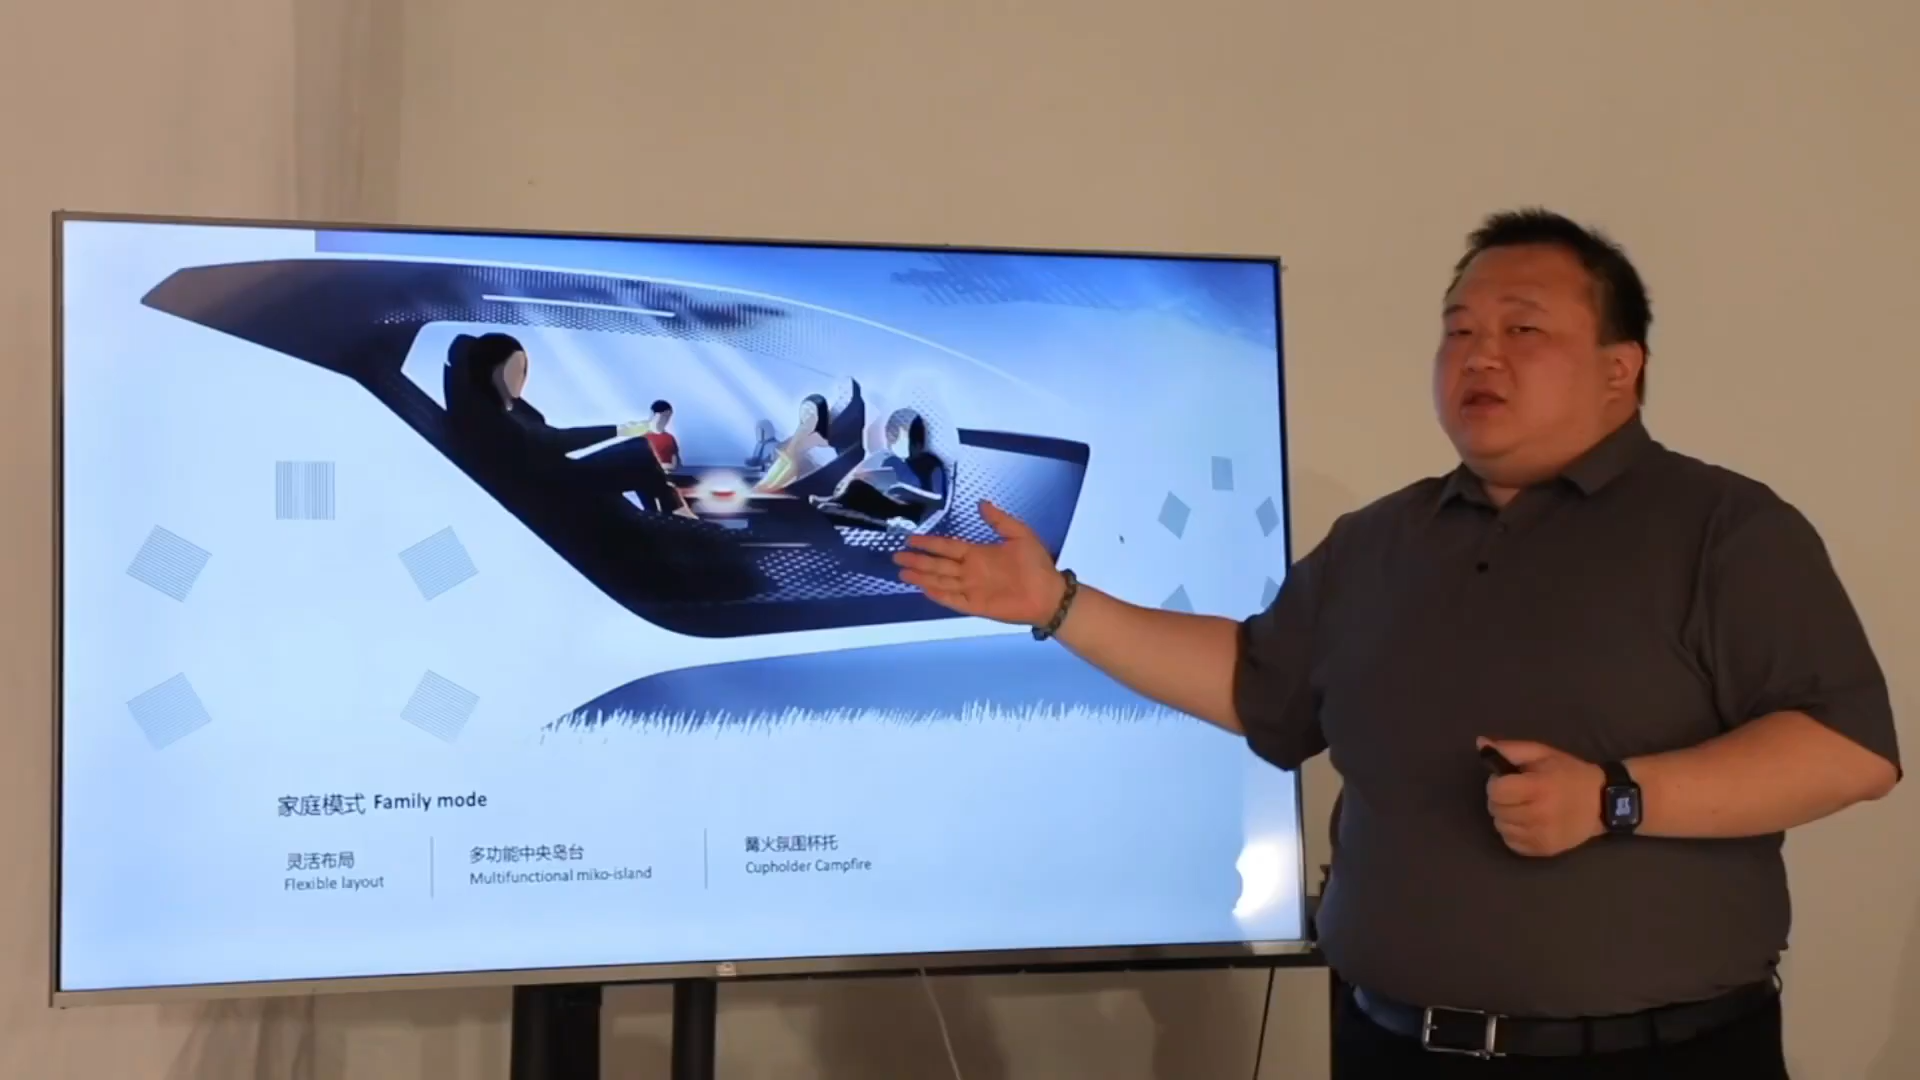 家庭模式 Family mode
灵活布局
Flexible layout
多功能中央岛台
Multifunctional miko-island
篝火氛围杯托
Cupholder Campfire